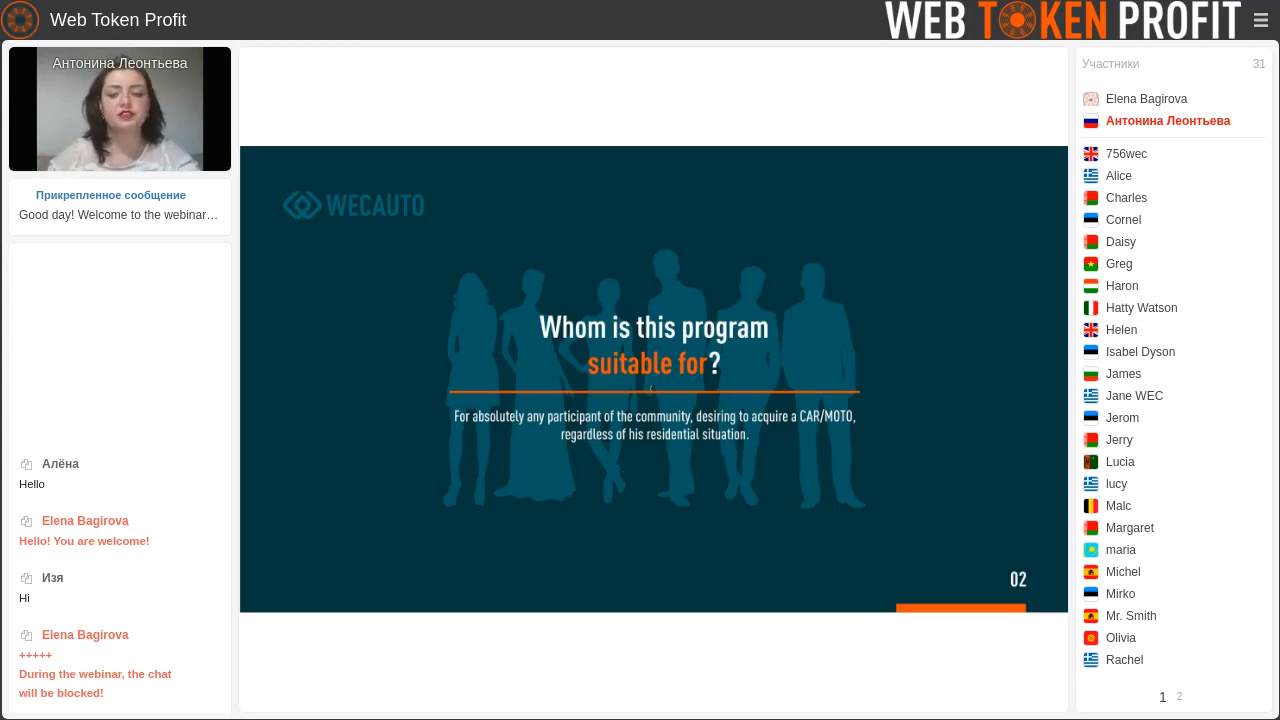 Web Token Profit
WEB TOKEN PROFIT
Антонина Леонтьева
Прикрепленное сообщение
Good day! Welcome to the webinar…
Алёна
Hello
Elena Bagirova
Hello! You are welcome!
Изя
Hi
Elena Bagirova
+++++
During the webinar, the chat
will be blocked!
WECAUTO
Whom is this program
suitable for?
For absolutely any participant of the community, desiring to acquire a CAR/MOTO,
regardless of his residential situation.
02
Участники 31
Elena Bagirova
Антонина Леонтьева
756wec
Alice
Charles
Cornel
Daisy
Greg
Haron
Hatty Watson
Helen
Isabel Dyson
James
Jane WEC
Jerom
Jerry
Lucia
lucy
Malc
Margaret
maria
Michel
Mirko
Mr. Smith
Olivia
Rachel
1 2